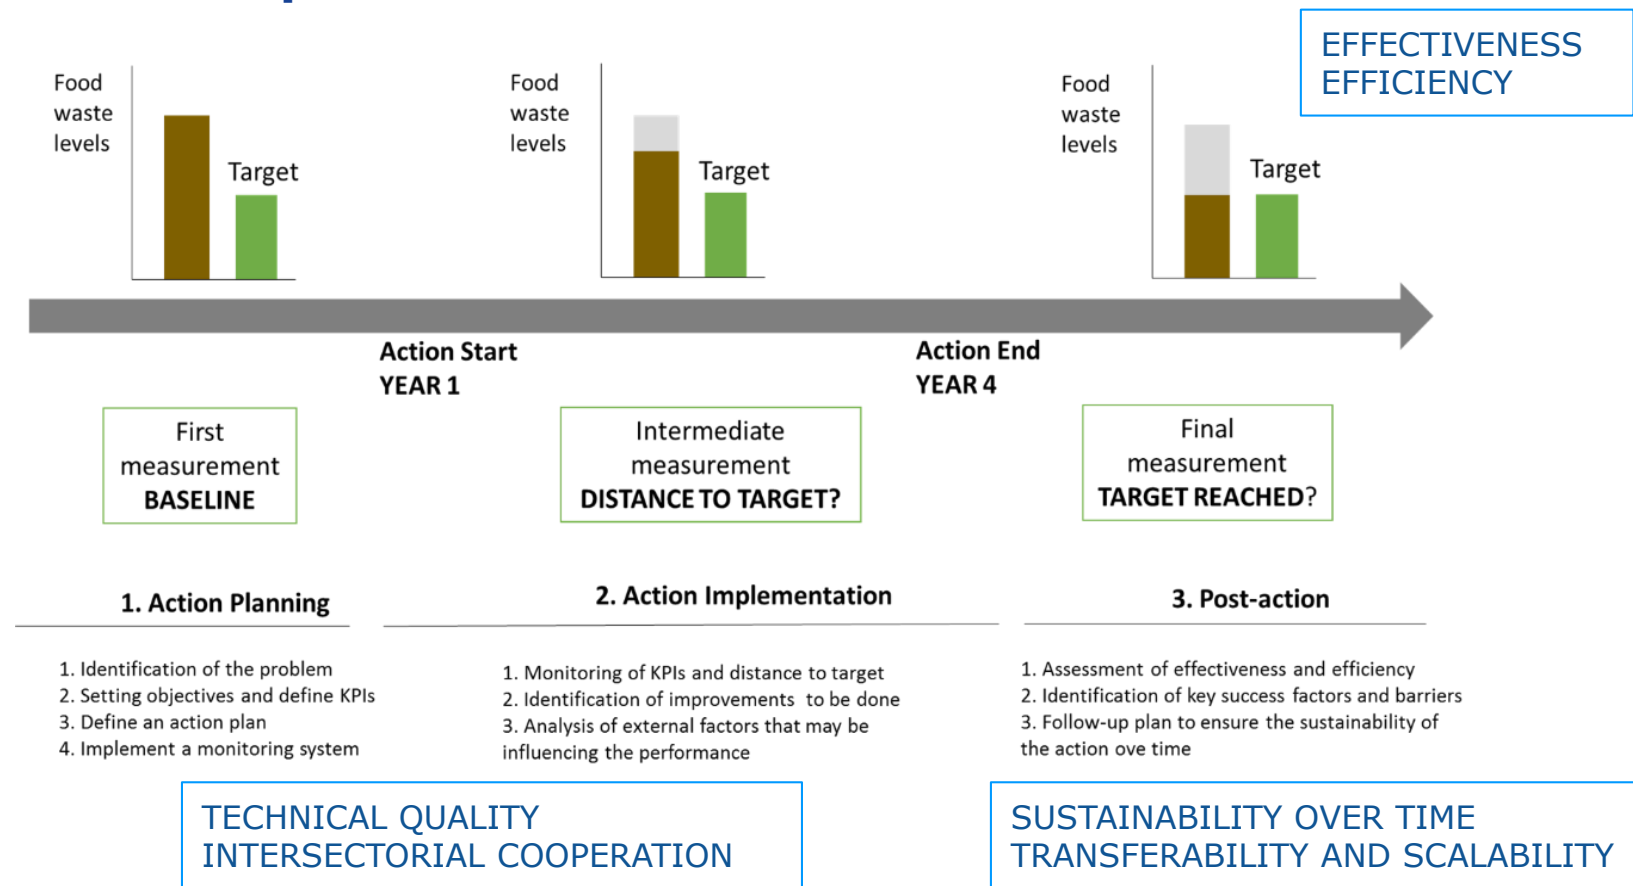 EFFECTIVENESS
EFFICIENCY
Food
waste
levels
Target
Food
waste
levels
Target
Food
waste
levels
Target
Action Start
YEAR 1
Action End
YEAR 4
First
measurement
BASELINE
Intermediate
measurement
DISTANCE TO TARGET?
Final
measurement
TARGET REACHED?
1. Action Planning
1. Identification of the problem
2. Setting objectives and define KPIs
3. Define an action plan
4. Implement a monitoring system
2. Action Implementation
1. Monitoring of KPIs and distance to target
2. Identification of improvements to be done
3. Analysis of external factors that may be
influencing the performance
3. Post-action
1. Assessment of effectiveness and efficiency
2. Identification of key success factors and barriers
3. Follow-up plan to ensure the sustainability of
the action ove time
TECHNICAL QUALITY
INTERSECTORIAL COOPERATION
SUSTAINABILITY OVER TIME
TRANSFERABILITY AND SCALABILITY